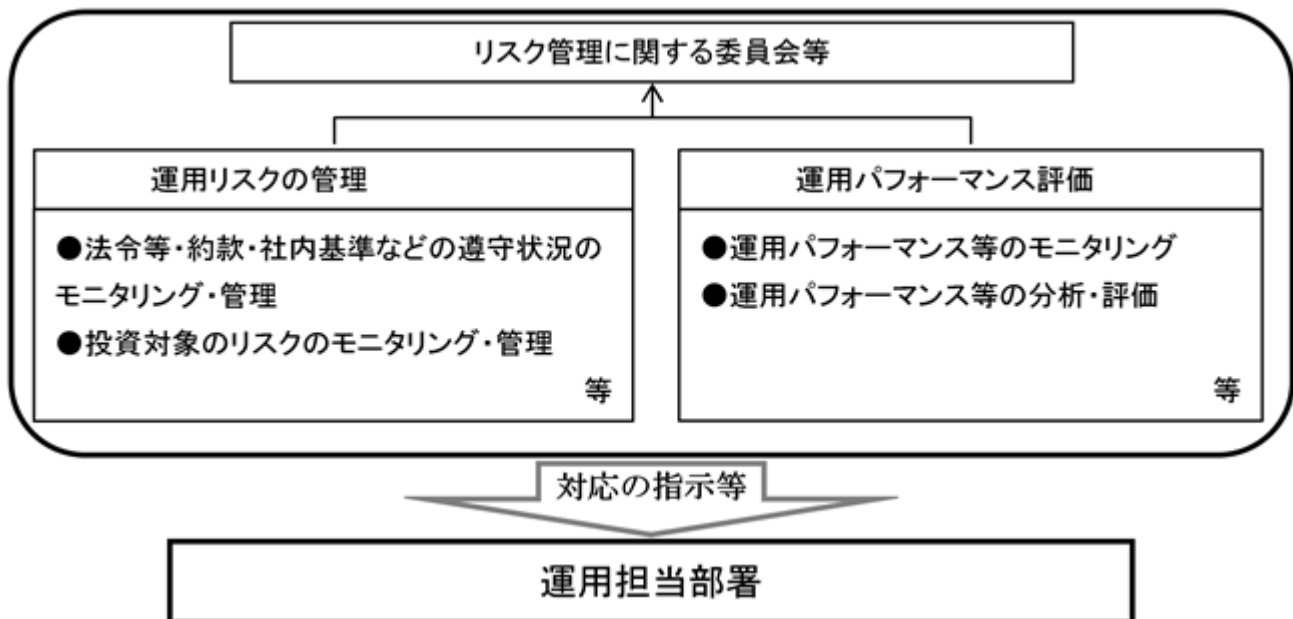 リスク管理に関する委員会等
運用リスクの管理
●法令等・約款・社内基準などの遵守状況の
モニタリング・管理
●投資対象のリスクのモニタリング・管理
等
運用パフォーマンス評価
●運用パフォーマンス等のモニタリング
●運用パフォーマンス等の分析・評価
等
対応の指示等
運用担当部署